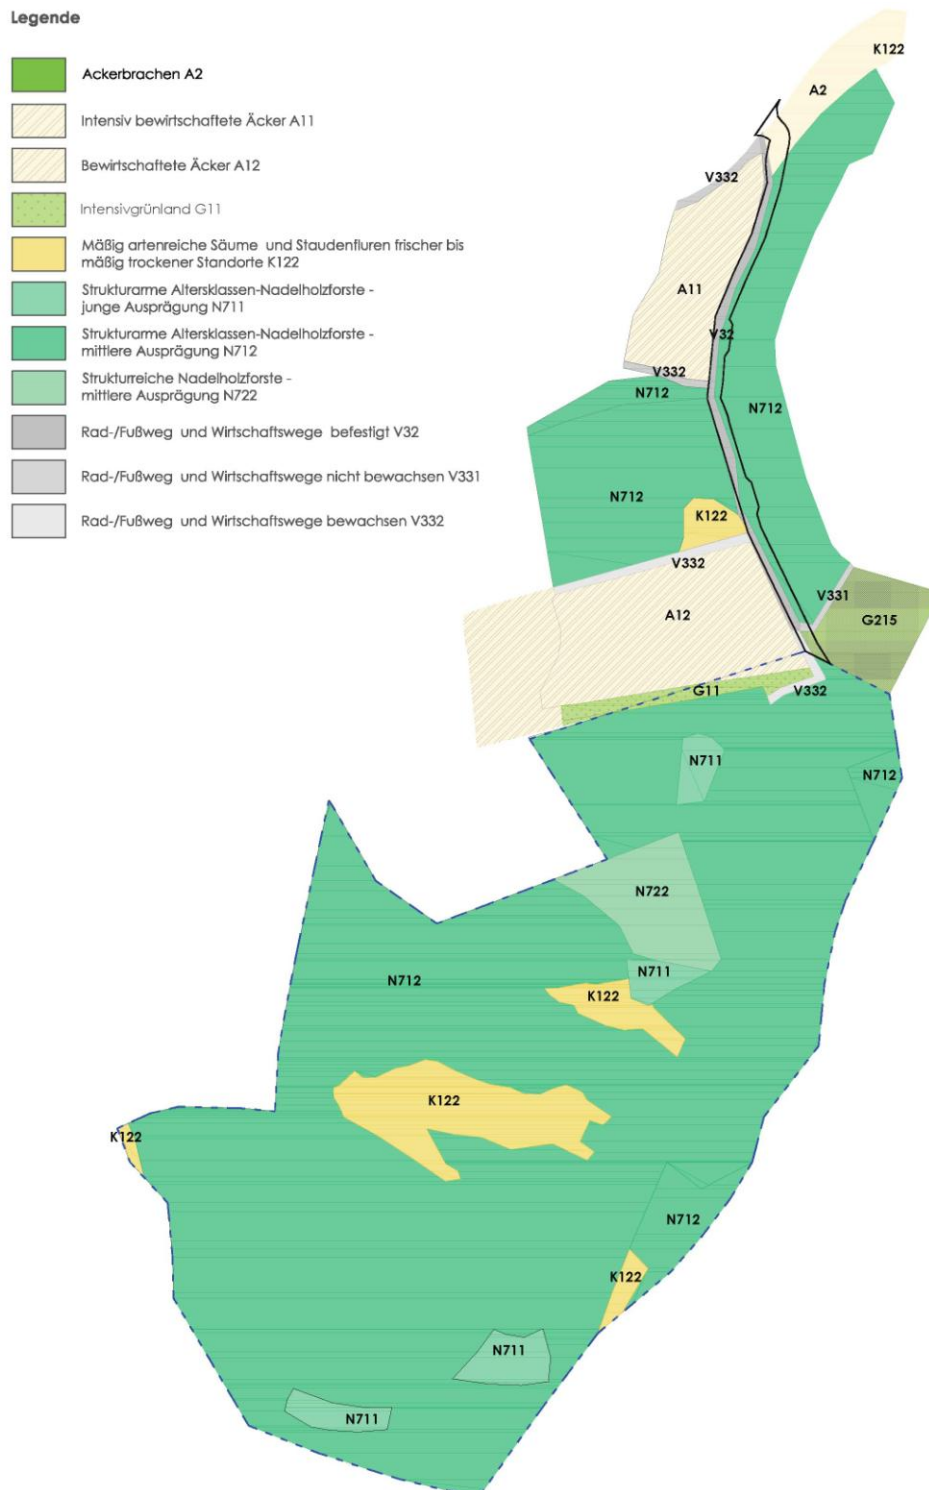 Legende
Ackerbrachen A2
Intensiv bewirtschaftete Äcker A11
Bewirtschaftete Äcker A12
Intensivgrünland G11
Mäßig artenreiche Säume und Staudenfluren frischer bis
mäßig trockener Standorte K122
Strukturarme Altersklassen-Nadelholzforste -
junge Ausprägung N711
Strukturarme Altersklassen-Nadelholzforste -
mittlere Ausprägung N712
Strukturreiche Nadelholzforste -
mittlere Ausprägung N722
Rad-/Fußweg und Wirtschaftswege befestigt V32
Rad-/Fußweg und Wirtschaftswege nicht bewachsen V331
Rad-/Fußweg und Wirtschaftswege bewachsen V332
K122
A2
V332
A11
V32
V332
N712
N712
N712
K122
V332
V331
A12
G215
G11
V332
N711
N712
N722
N711
N712
K122
K122
K122
N712
K122
N711
N711